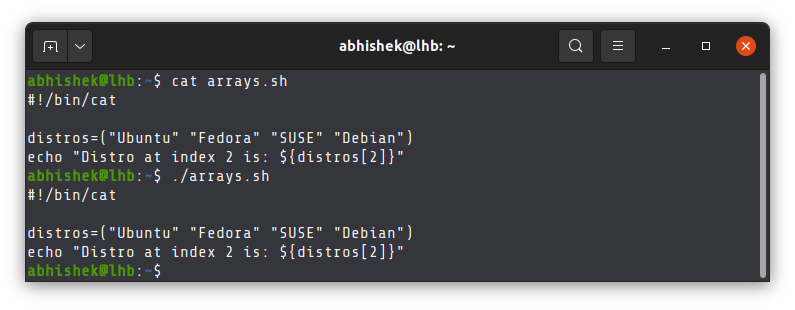 abhishek@lhb: ~
abhishek@lhb:~$ cat arrays.sh
#!/bin/cat

distros=("Ubuntu" "Fedora" "SUSE" "Debian")
echo "Distro at index 2 is: ${distros[2]}"
abhishek@lhb:~$ ./arrays.sh
#!/bin/cat

distros=("Ubuntu" "Fedora" "SUSE" "Debian")
echo "Distro at index 2 is: ${distros[2]}"
abhishek@lhb:~$